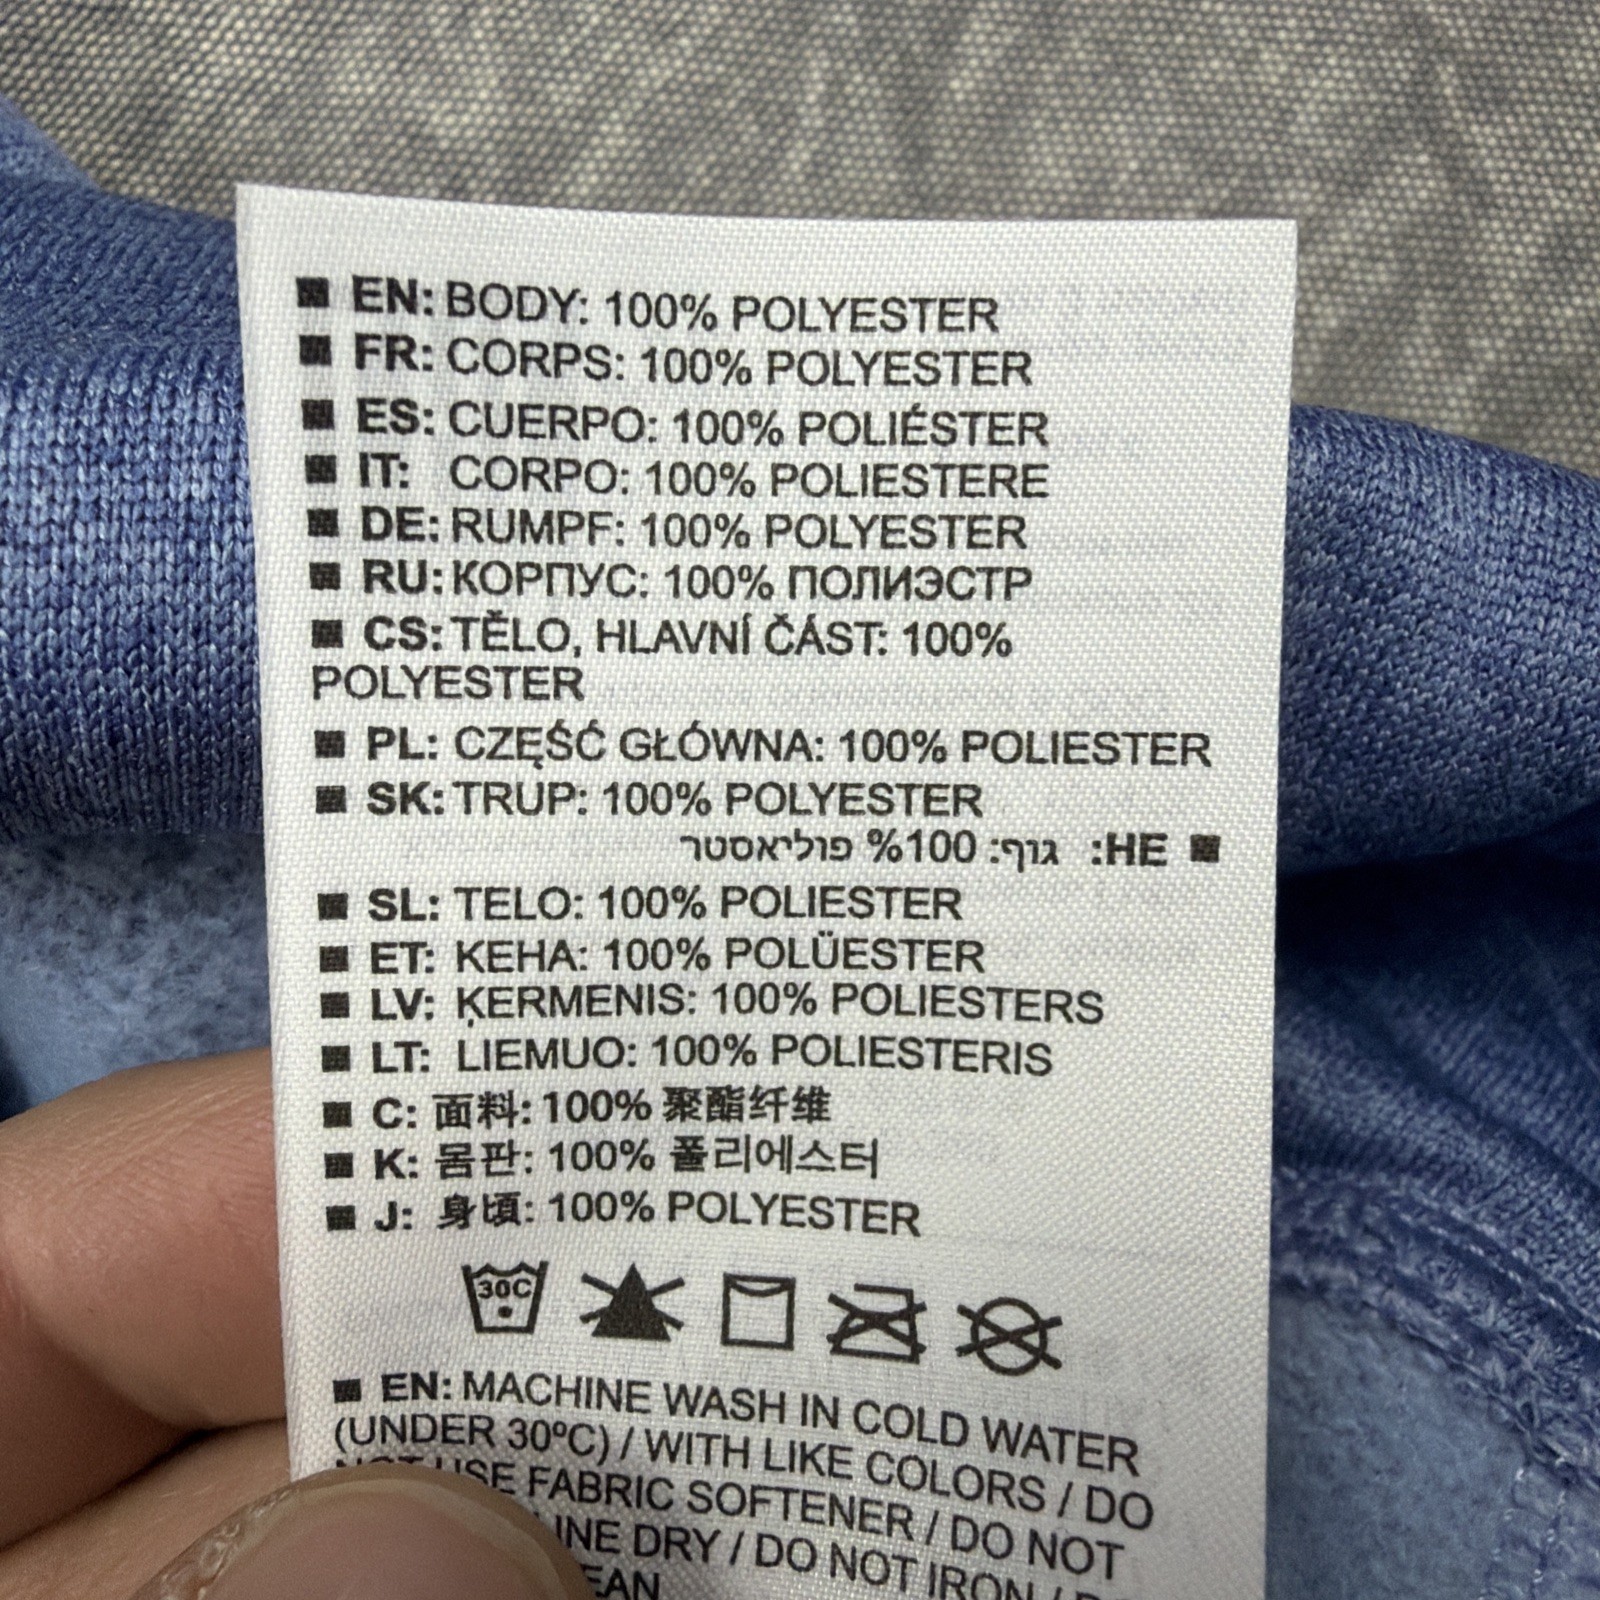 EN: BODY: 100% POLYESTER
FR: CORPS: 100% POLYESTER
ES: CUERPO: 100% POLIÉSTER
IT: CORPO: 100% POLIESTERE
DE: RUMPF: 100% POLYESTER
RU: КОРПУС: 100% ПОЛИЭСТР
CS: TĚLO, HLAVNÍ ČÁST: 100%
POLYESTER
PL: CZĘŚĆ GŁÓWNA: 100% POLIESTER
SK: TRUP: 100% POLYESTER
HE: גוף: 100% פוליאסטר
SL: TELO: 100% POLIESTER
ET: KEHA: 100% POLÜESTER
LV: ĶERMENIS: 100% POLIESTERS
LT: LIEMUO: 100% POLIESTERIS
C: 面料: 100% 聚酯纤维
K: 몸판: 100% 폴리에스터
J: 身頃: 100% POLYESTER
30C
EN: MACHINE WASH IN COLD WATER
(UNDER 30ºC) / WITH LIKE COLORS / DO
NOT USE FABRIC SOFTENER / DO NOT
DRY / DO NOT IRON /